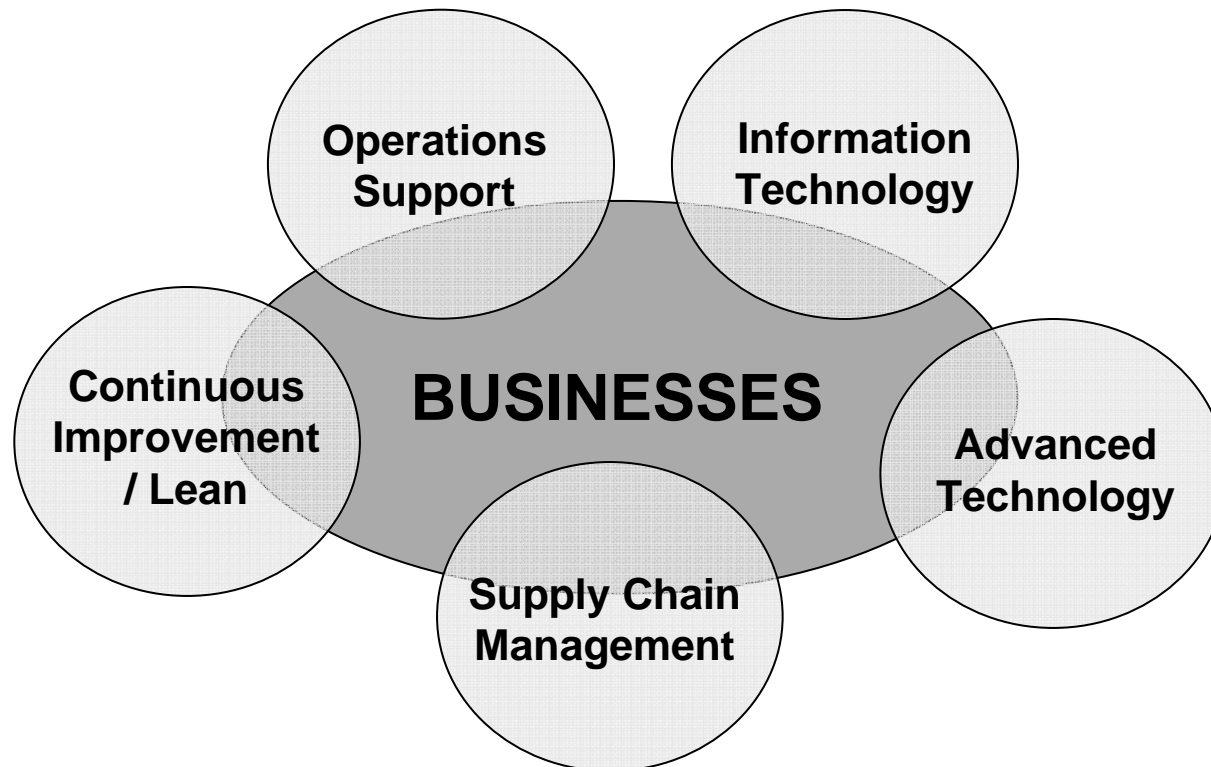 Operations
Support
Information
Technology
Continuous
Improvement
/ Lean
BUSINESSES
Advanced
Technology
Supply Chain
Management